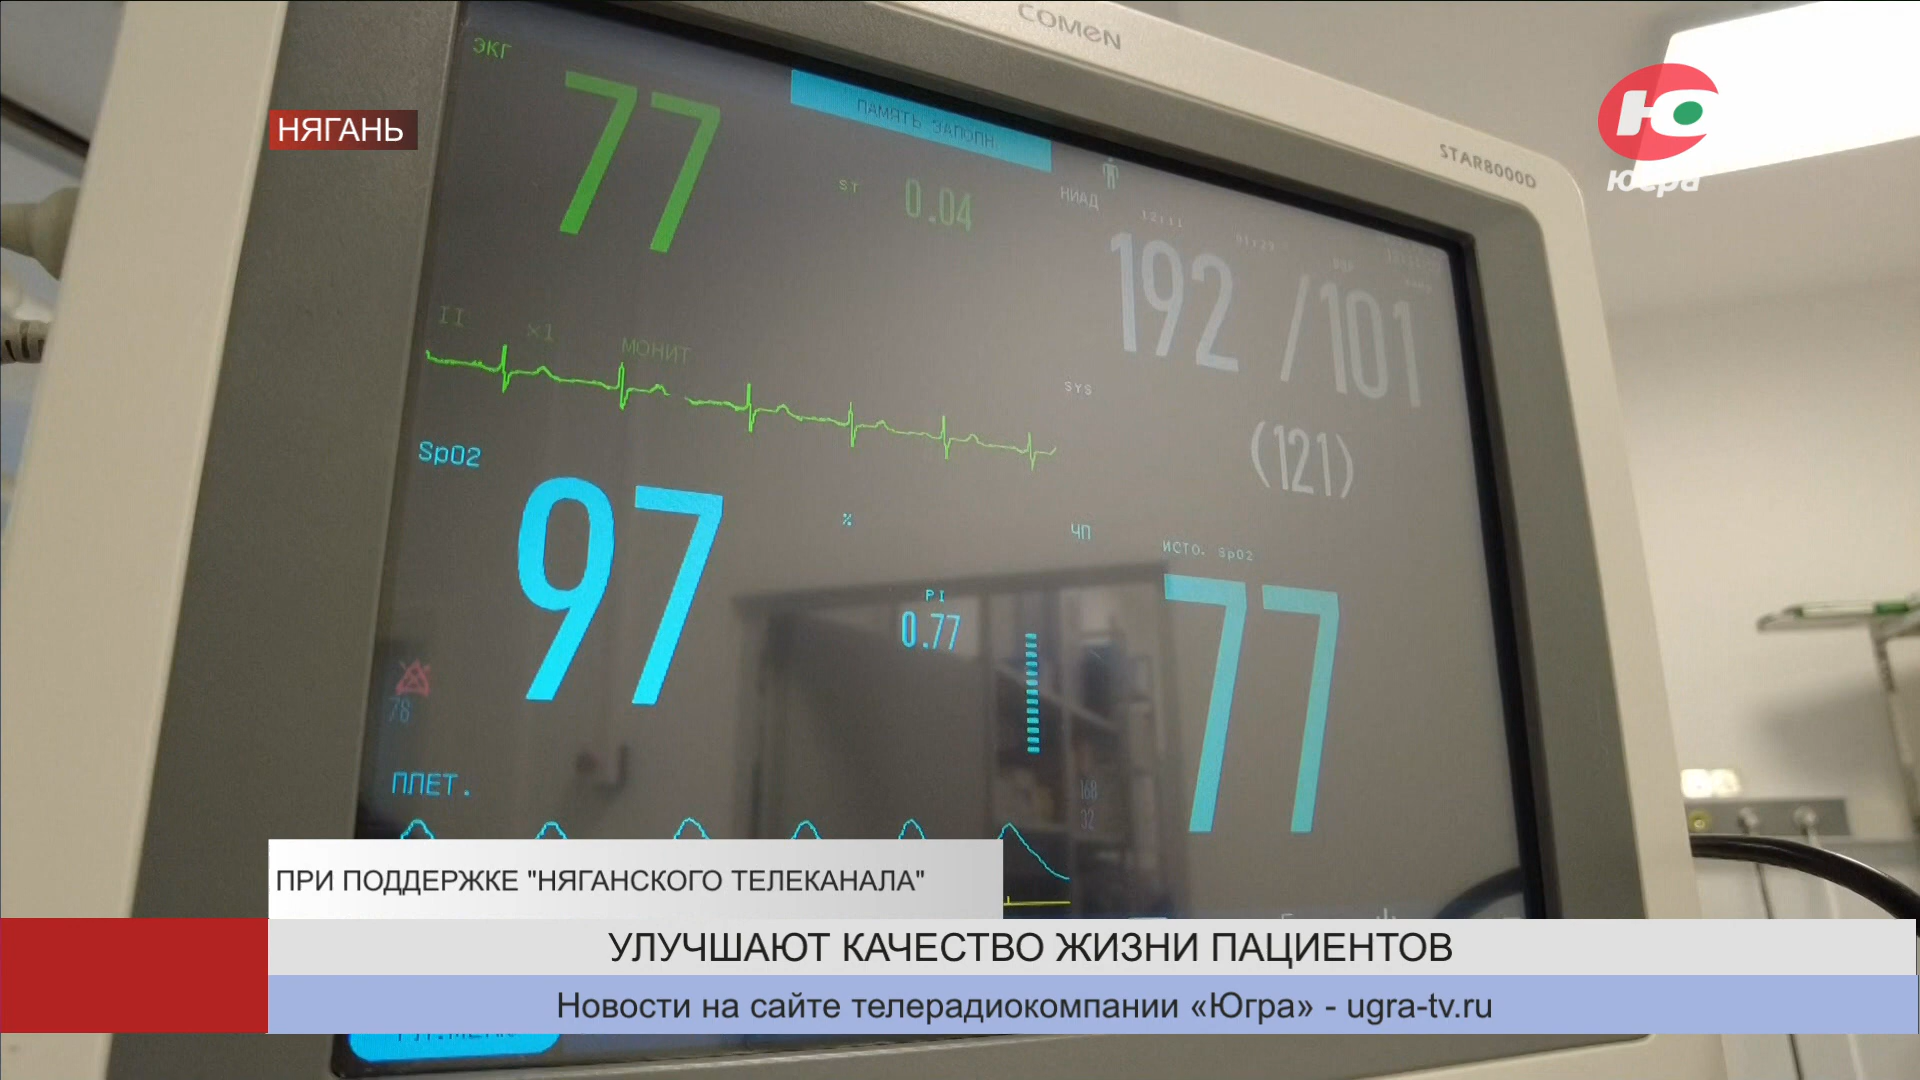 COMEN
STAR8000D
Югра
НЯГАНЬ
ЭКГ
77
ПАМЯТЬ ЗАПОЛН.
ST
0.04
НИАД
192 /101
(121)
SYS
II
x1
МОНИТ
SpO2
97
%
PI
0.77
ЧП
ИСТО. SpO2
77
168
32
ПЛЕТ.
ПРИ ПОДДЕРЖКЕ "НЯГАНСКОГО ТЕЛЕКАНАЛА"
УЛУЧШАЮТ КАЧЕСТВО ЖИЗНИ ПАЦИЕНТОВ
Новости на сайте телерадиокомпании «Югра» - ugra-tv.ru